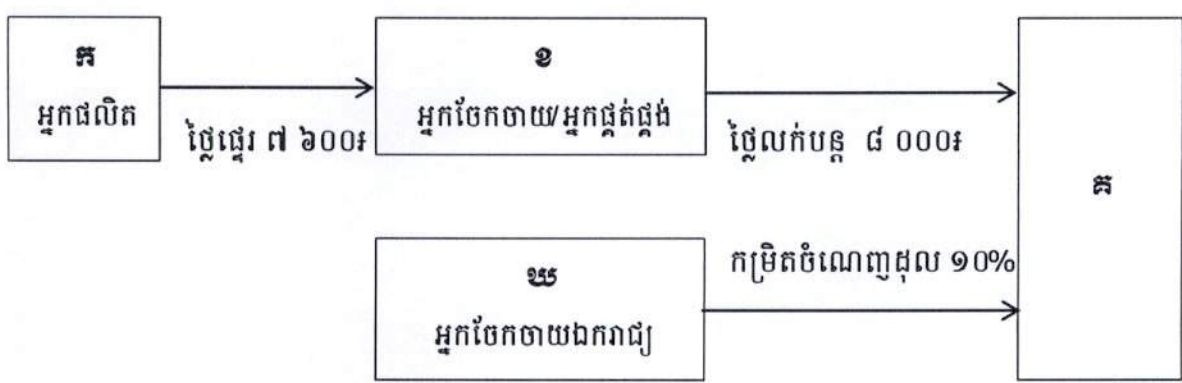 ក
អ្នកផលិត
ថ្លៃផ្ទេរ ៧ ៦០០៛
ខ
អ្នកចែកចាយ/អ្នកផ្គត់ផ្គង់
ថ្លៃលក់បន្ត ៨ ០០០៛
គ
ឃ
អ្នកចែកចាយឯករាជ្យ
កម្រិតចំណេញដុល ១០%